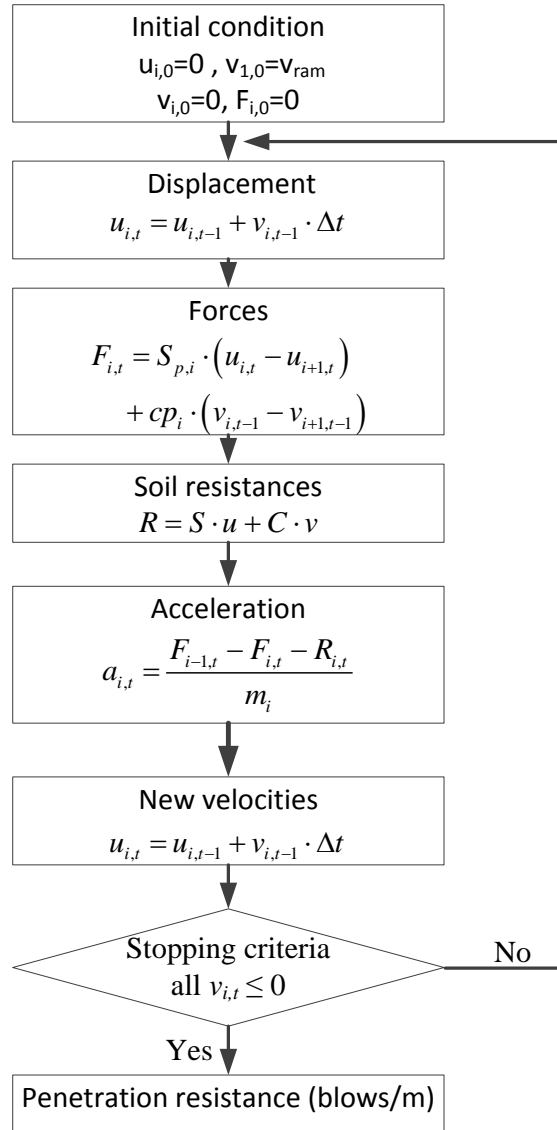 Initial condition
u_{i,0}=0 , v_{1,0}=v_{ram}
v_{i,0}=0, F_{i,0}=0
Displacement
u_{i,t} = u_{i,t-1} + v_{i,t-1} · Δt
Forces
F_{i,t} = S_{p,i} · (u_{i,t} − u_{i+1,t})
+ cp_i · (v_{i,t-1} − v_{i+1,t-1})
Soil resistances
R = S · u + C · v
Acceleration
a_{i,t} = \frac{F_{i-1,t} − F_{i,t} − R_{i,t}}{m_i}
New velocities
u_{i,t} = u_{i,t-1} + v_{i,t-1} · Δt
Stopping criteria
all v_{i,t} ≤ 0
No
Yes
Penetration resistance (blows/m)